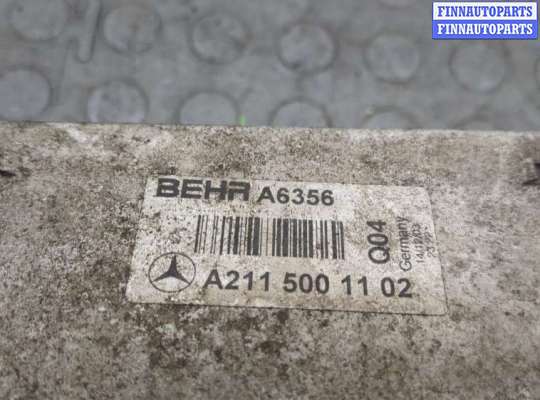 FINNAUTOPARTS
FINNAUTOPARTS
BEHR A6356
A211 500 11 02
Q04
Germany